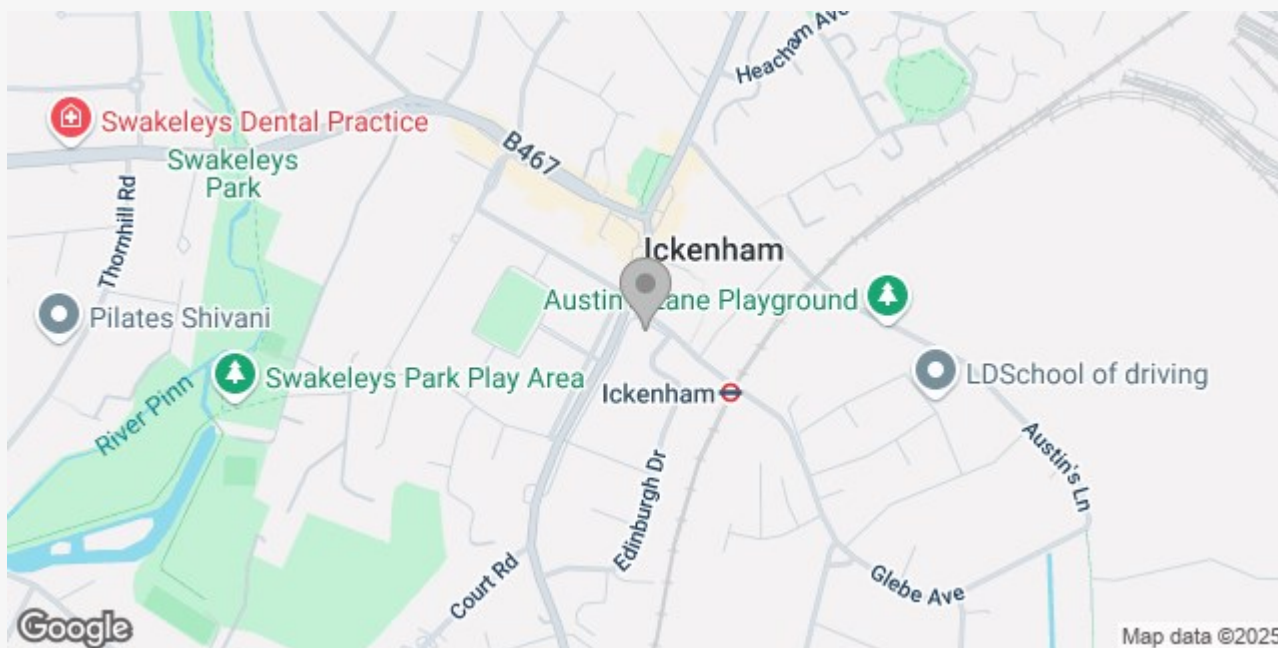 Heacham Ave
Swakeleys Dental Practice
B467
Swakeleys
Park
Thornhill Rd
Ickenham
Austin Lane Playground
Pilates Shivani
LDSchool of driving
Swakeleys Park Play Area
Ickenham
River Pinn
Austin's Ln
Edinburgh Dr
Court Rd
Glebe Ave
Google
Map data ©2025